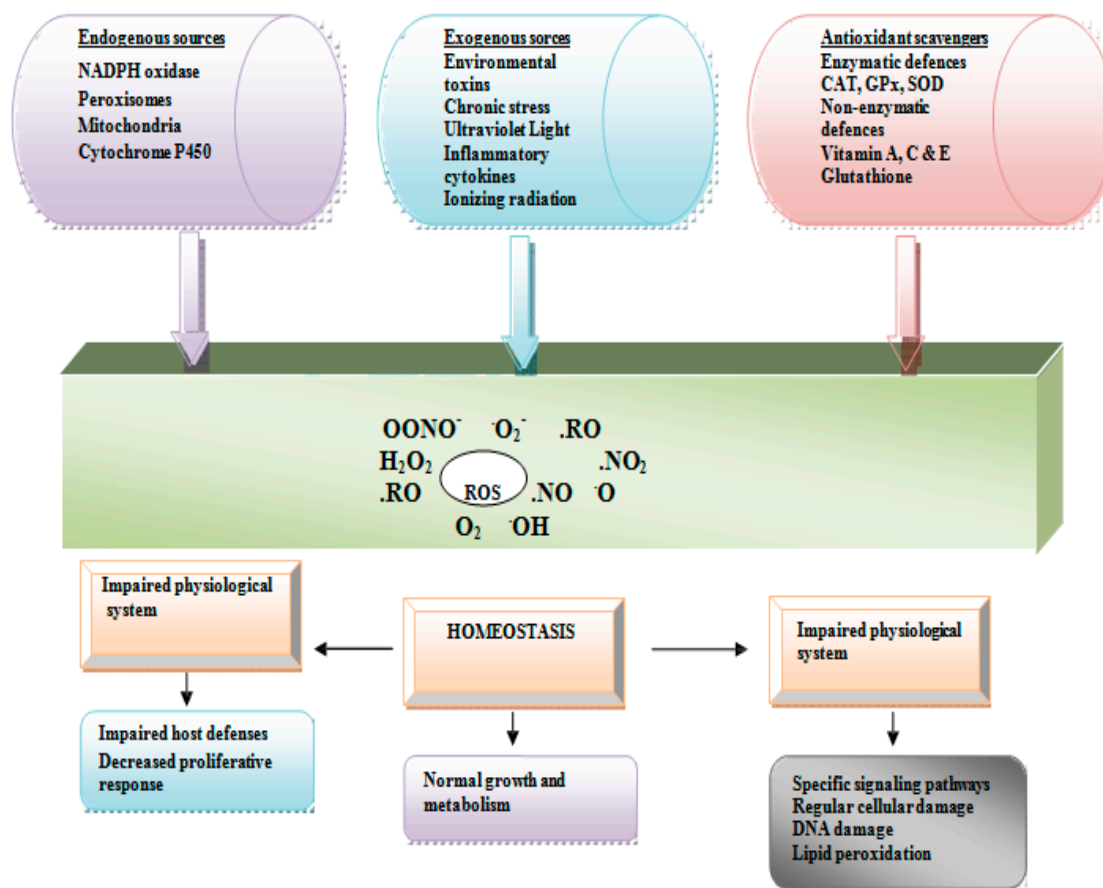 Endogenous sources
NADPH oxidase
Peroxisomes
Mitochondria
Cytochrome P450
Exogenous sorces
Environmental
toxins
Chronic stress
Ultraviolet Light
Inflammatory
cytokines
Ionizing radiation
Antioxidant scavengers
Enzymatic defences
CAT, GPx, SOD
Non-enzymatic
defences
Vitamin A, C & E
Glutathione
OONO⁻ ·O₂⁻ .RO
H₂O₂ .NO₂
.RO ROS .NO ·O
O₂ ·OH
Impaired physiological
system
HOMEOSTASIS
Impaired physiological
system
Impaired host defenses
Decreased proliferative
response
Normal growth and
metabolism
Specific signaling pathways
Regular cellular damage
DNA damage
Lipid peroxidation